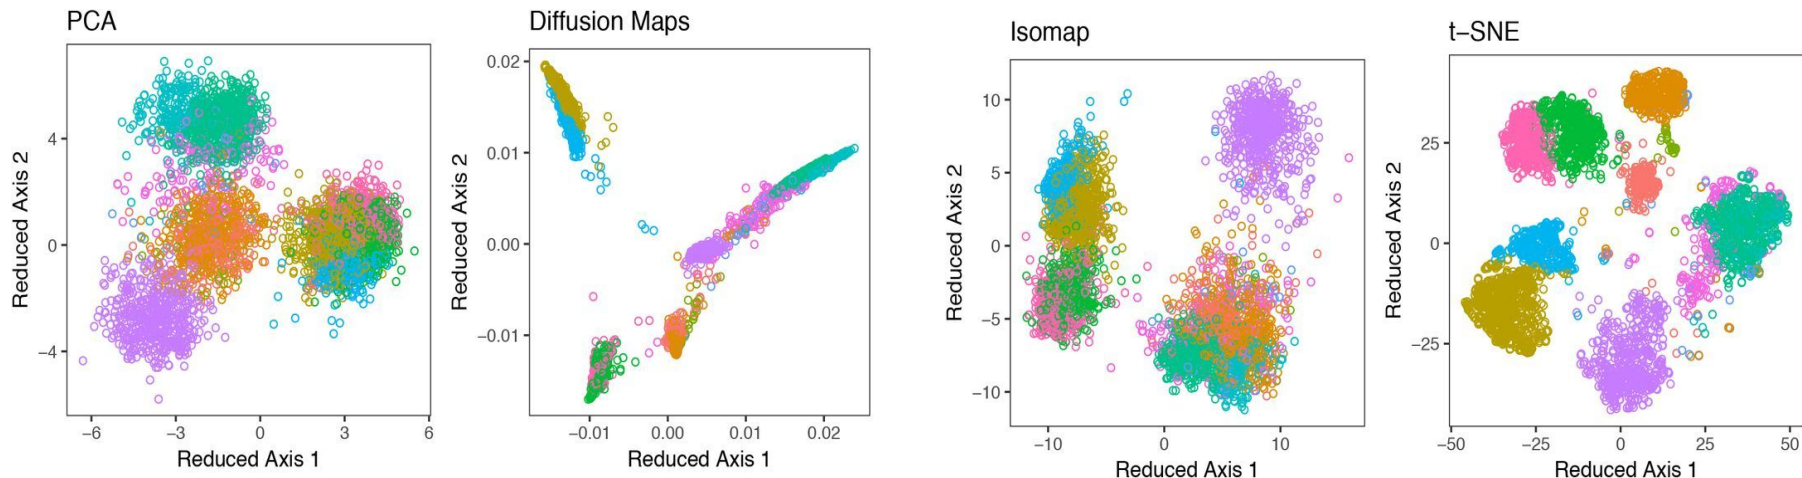 PCA
Reduced Axis 2
4
0
−4
−6 −3 0 3 6
Reduced Axis 1
Diffusion Maps
Reduced Axis 2
0.02
0.01
0.00
−0.01
−0.01 0.00 0.01 0.02
Reduced Axis 1
Isomap
Reduced Axis 2
10
5
0
−5
−10
−10 0 10
Reduced Axis 1
t−SNE
Reduced Axis 2
25
0
−25
−50 −25 0 25 50
Reduced Axis 1